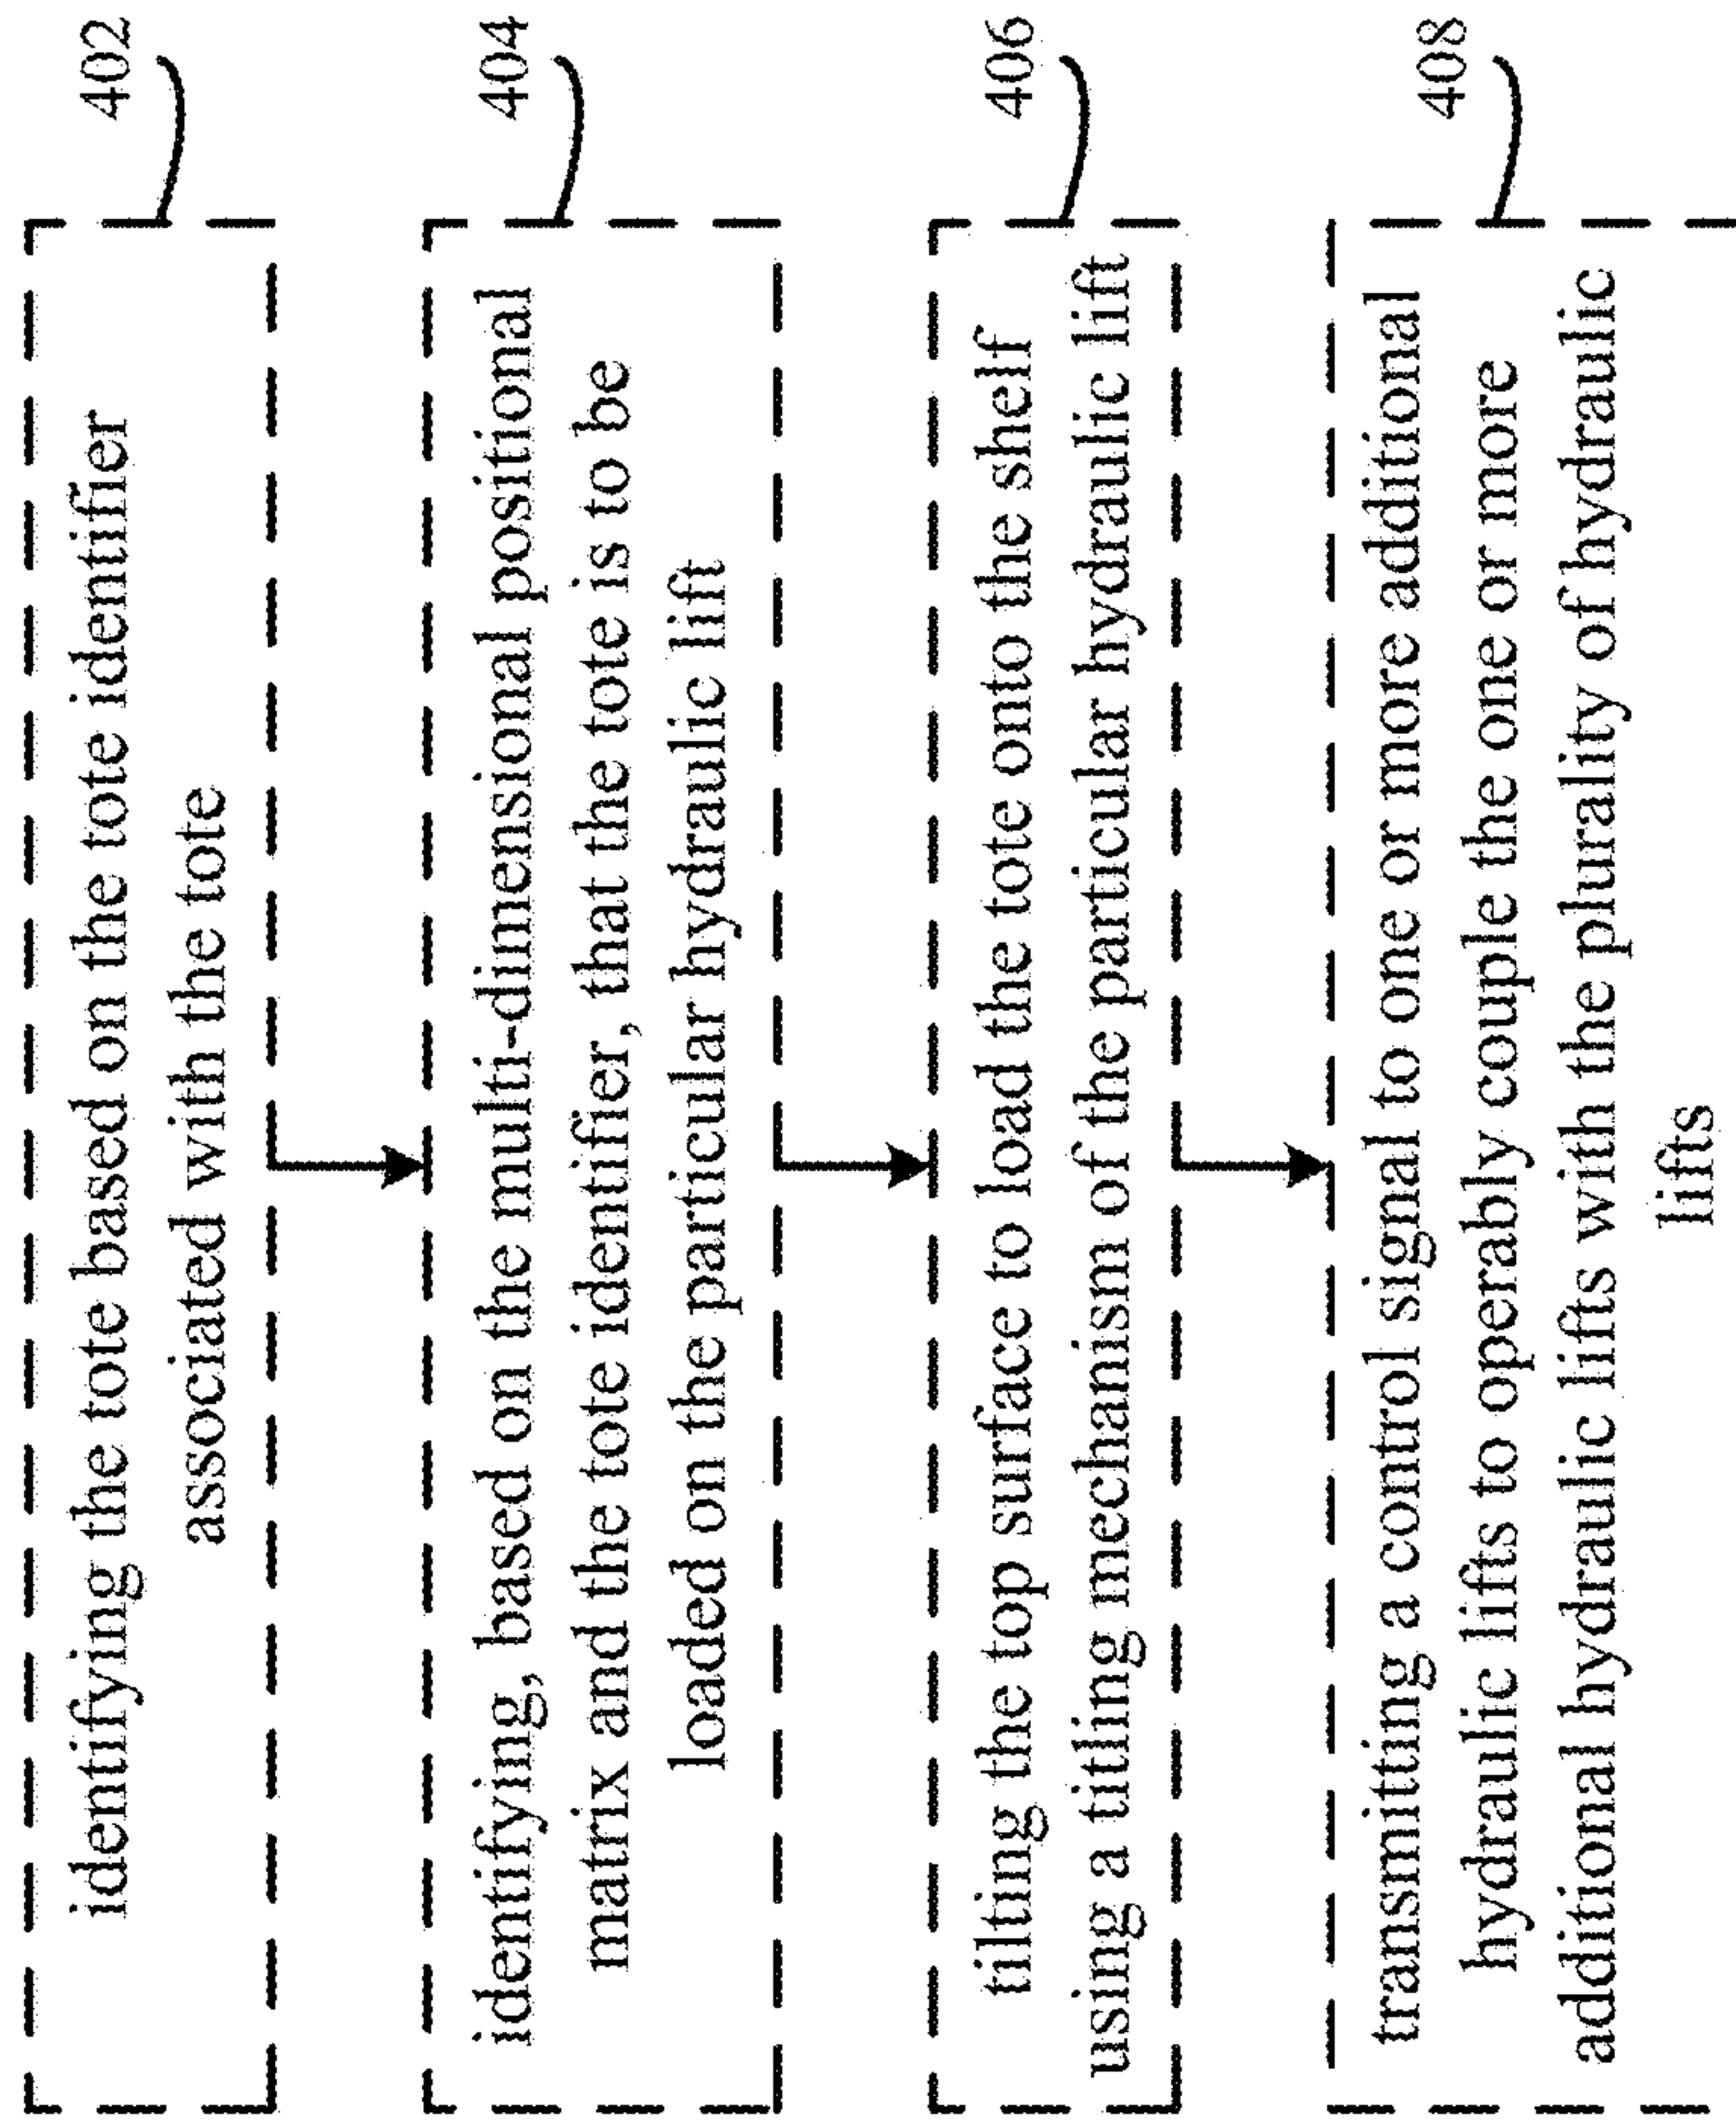 402
identifying the tote based on the tote identifier
associated with the tote
404
identifying, based on the multi-dimensional positional
matrix and the tote identifier, that the tote is to be
loaded on the particular hydraulic lift
406
tilting the top surface to load the tote onto the shelf
using a titling mechanism of the particular hydraulic lift
408
transmitting a control signal to one or more additional
hydraulic lifts to operably couple the one or more
additional hydraulic lifts with the plurality of hydraulic
lifts